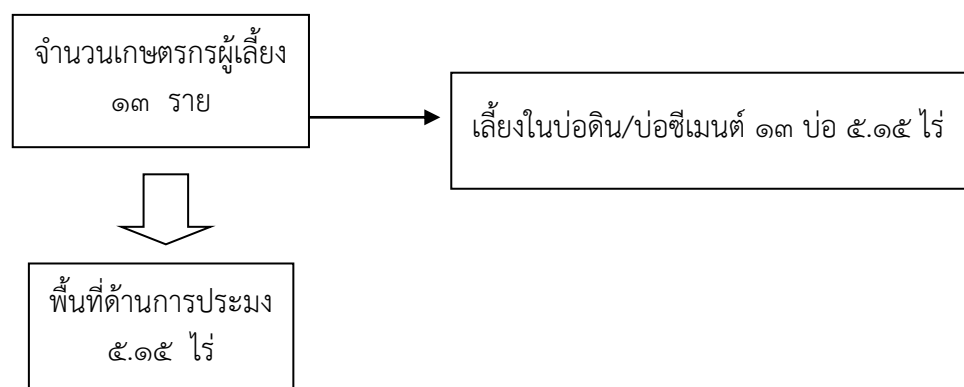 จำนวนเกษตรกรผู้เลี้ยง
๑๓ ราย
เลี้ยงในบ่อดิน/บ่อซีเมนต์ ๑๓ บ่อ ๕.๑๕ ไร่
พื้นที่ด้านการประมง
๕.๑๕ ไร่